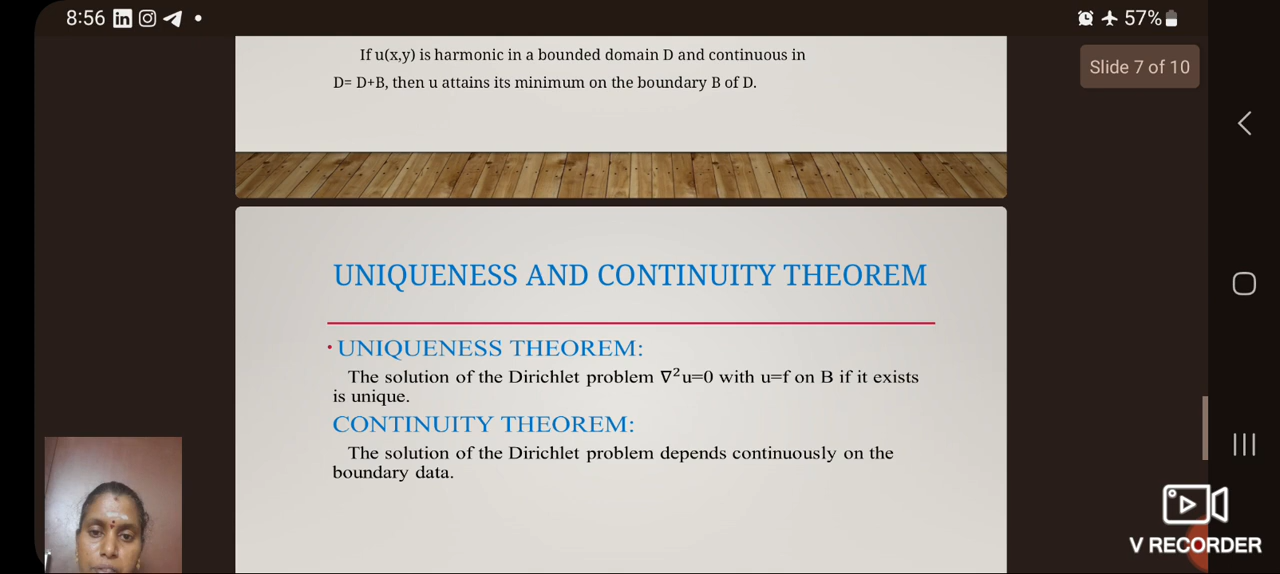 8:56
57%
If u(x,y) is harmonic in a bounded domain D and continuous in
D= D+B, then u attains its minimum on the boundary B of D.
Slide 7 of 10
UNIQUENESS AND CONTINUITY THEOREM
• UNIQUENESS THEOREM:
The solution of the Dirichlet problem ∇²u=0 with u=f on B if it exists
is unique.
CONTINUITY THEOREM:
The solution of the Dirichlet problem depends continuously on the
boundary data.
V RECORDER